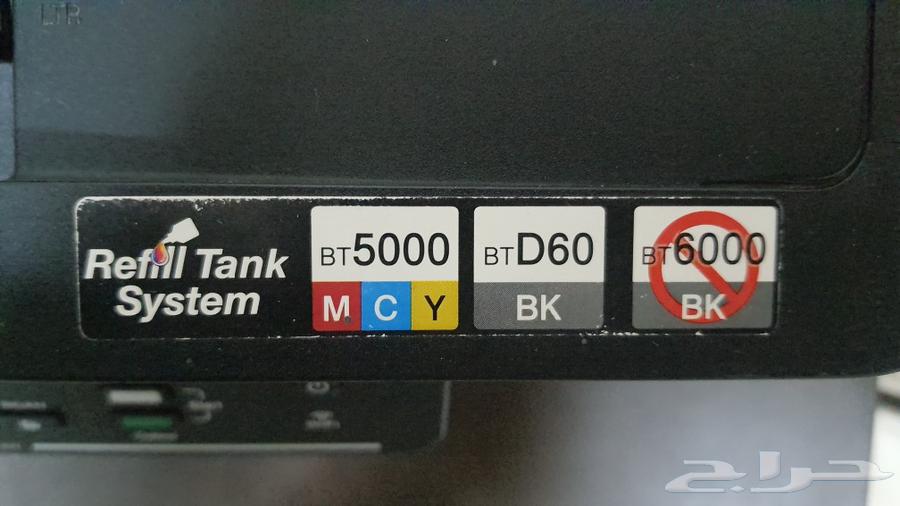 LTR
Refill Tank
System
BT5000
M C Y
BTD60
BK
BT6000
BK
حراج